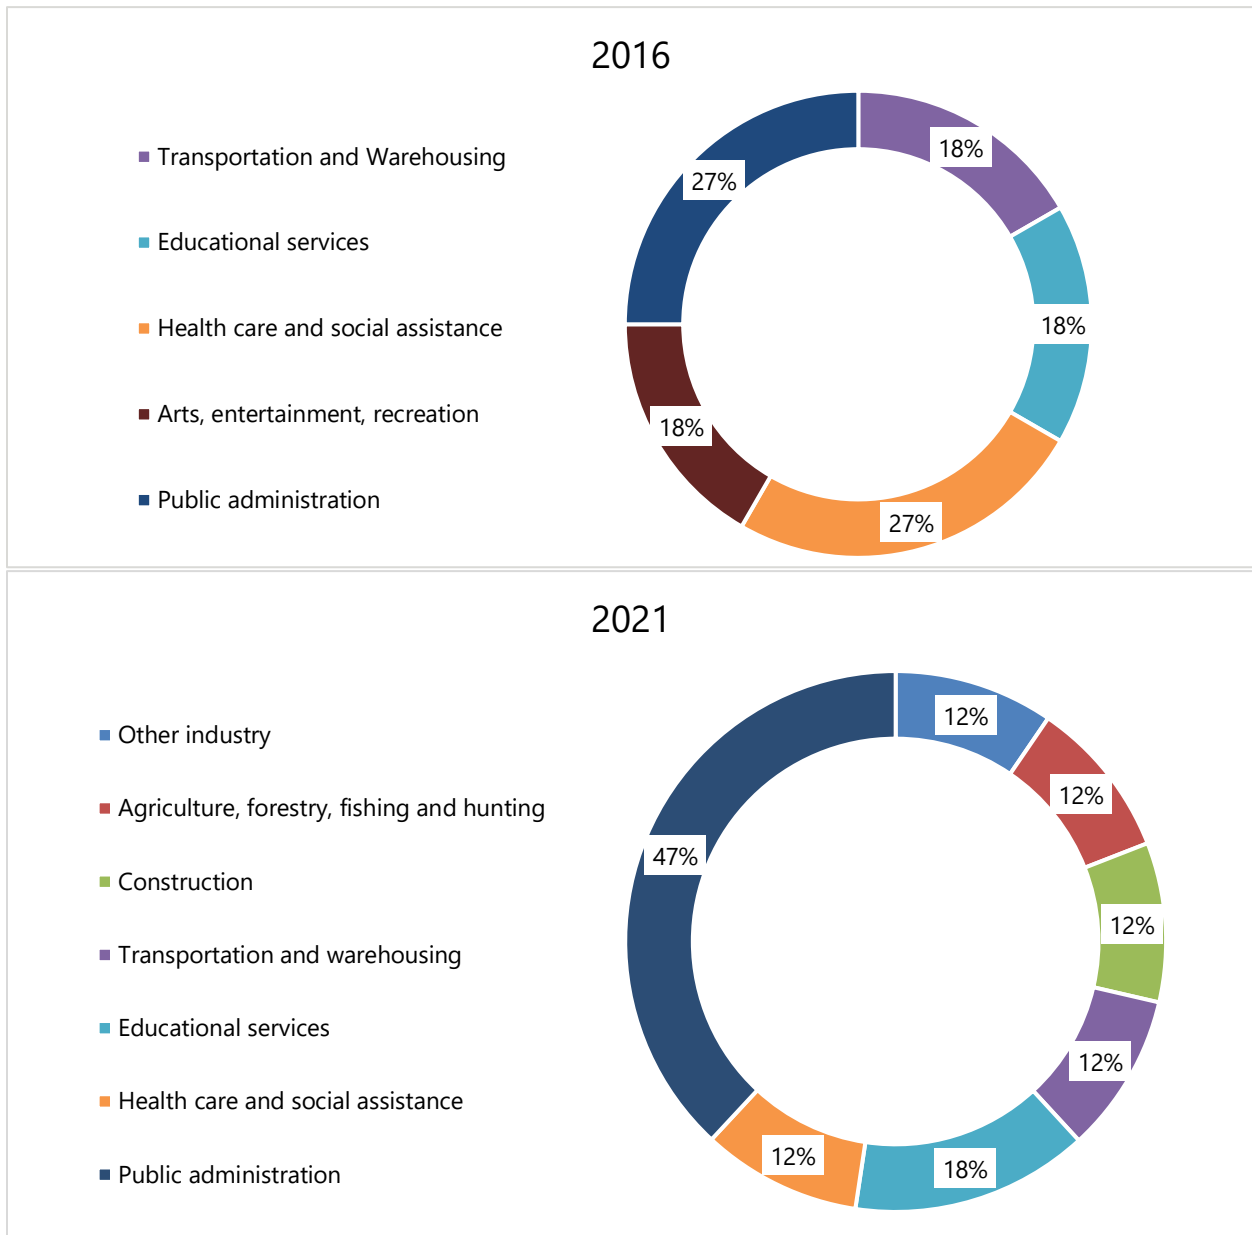 2016
Transportation and Warehousing
Educational services
Health care and social assistance
Arts, entertainment, recreation
Public administration
18%
18%
27%
18%
27%
2021
Other industry
Agriculture, forestry, fishing and hunting
Construction
Transportation and warehousing
Educational services
Health care and social assistance
Public administration
12%
12%
12%
12%
18%
12%
47%